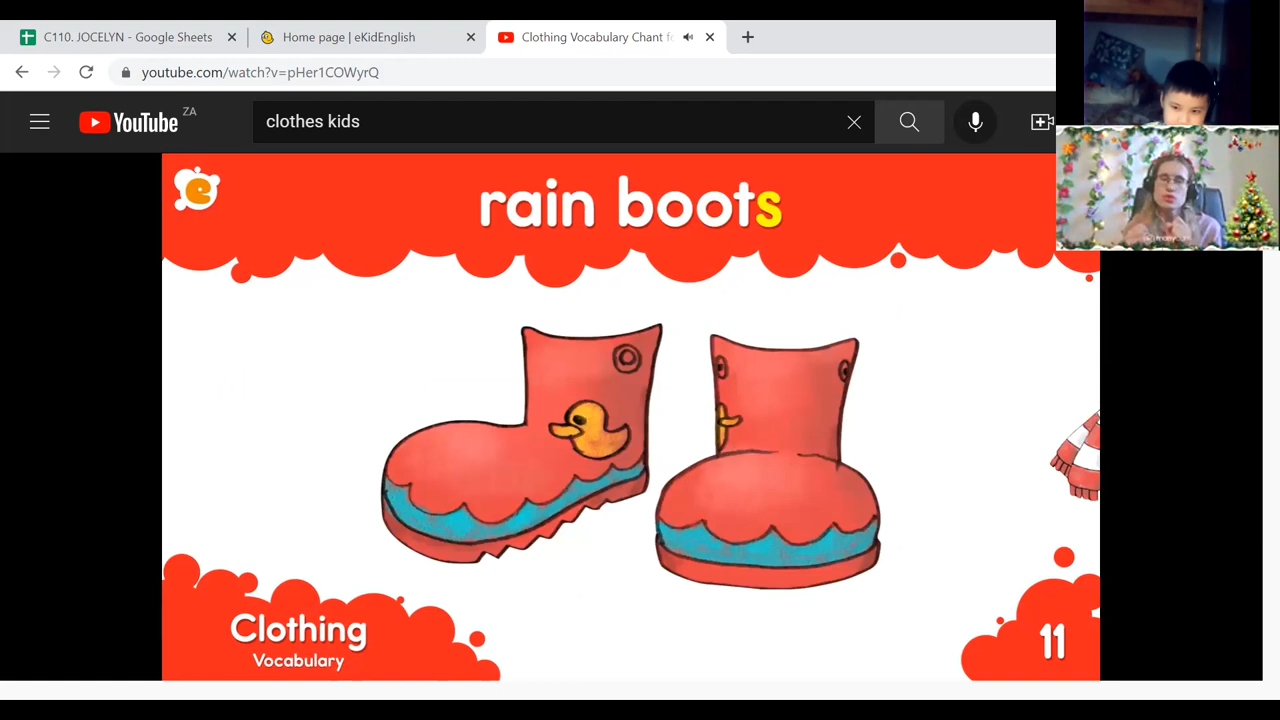 C110. JOCELYN - Google Sheets
Home page | eKidEnglish
Clothing Vocabulary Chant fo
youtube.com/watch?v=pHer1COWyrQ
YouTube ZA
clothes kids
e
rain boots
Clothing
Vocabulary
11